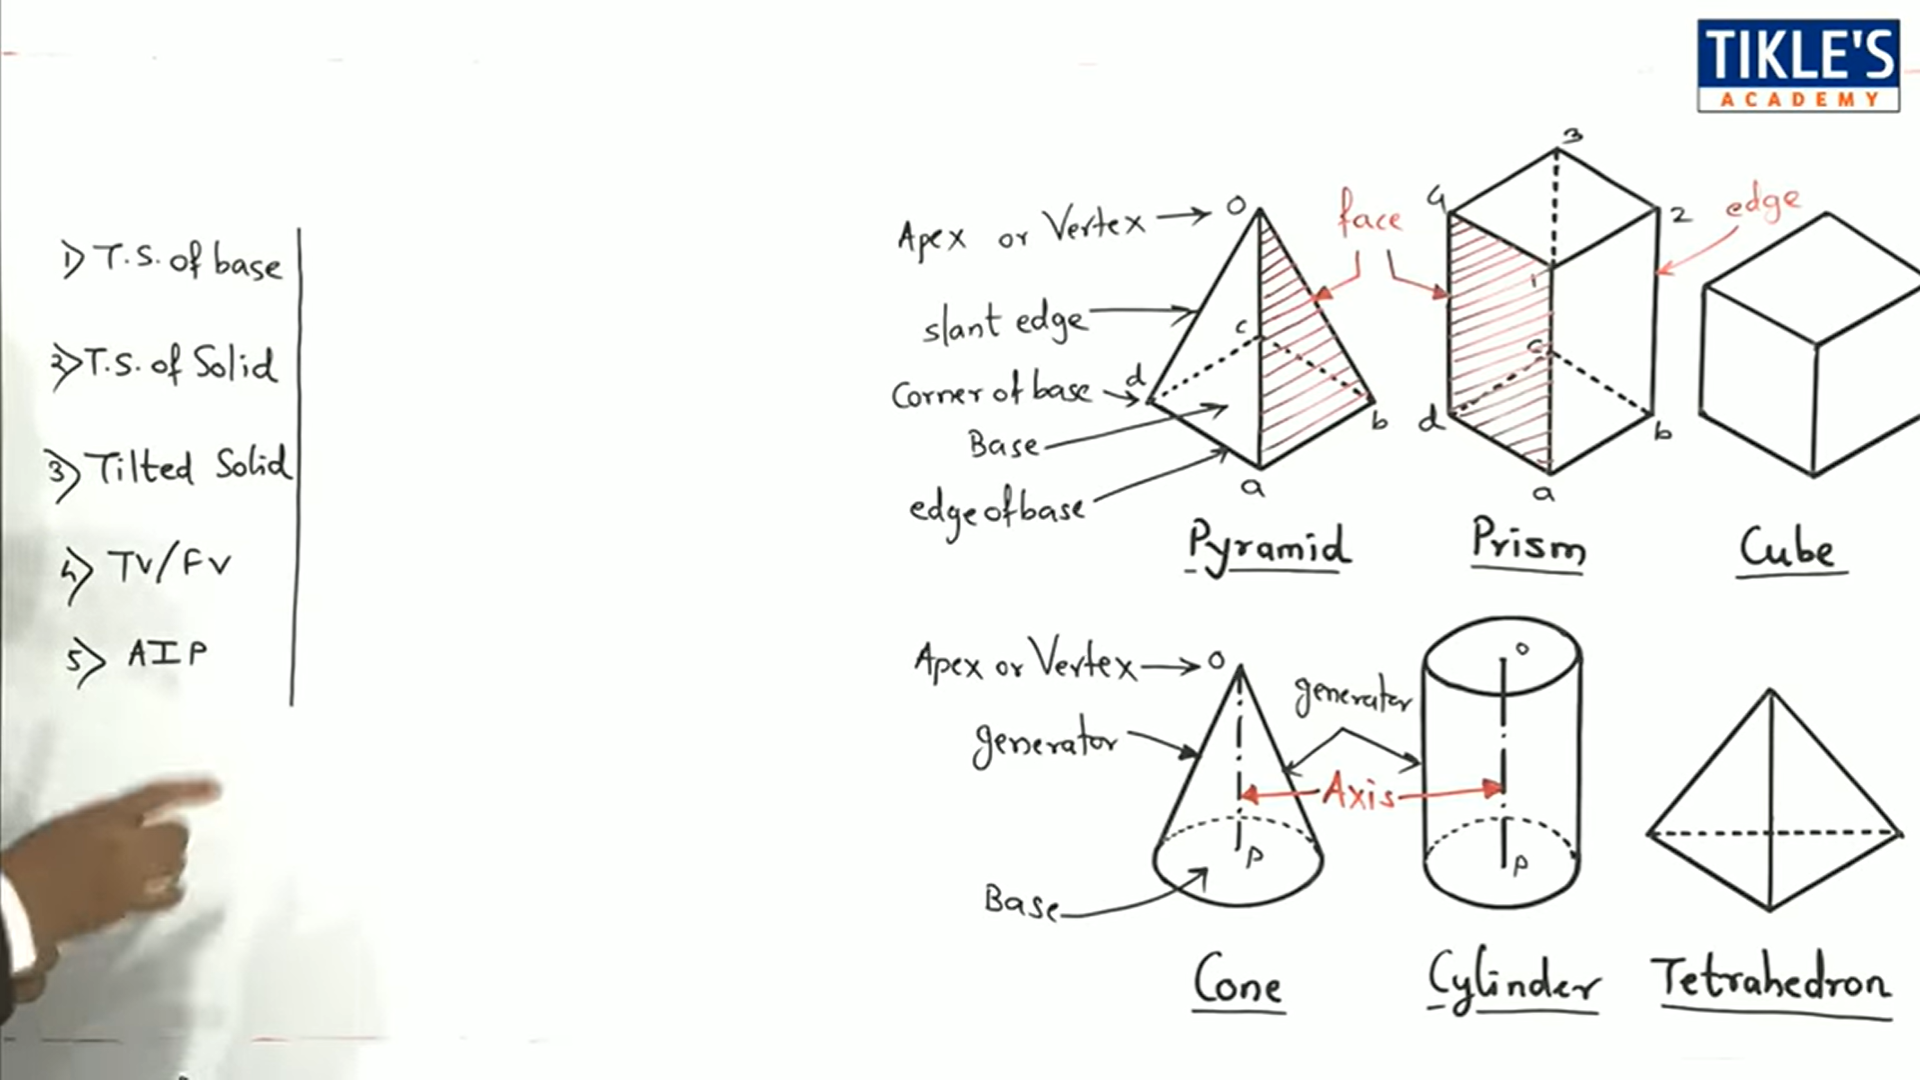 TIKLE'S
ACADEMY
1) T.S. of base
2) T.S. of Solid
3) Tilted Solid
4) TV/FV
5) AIP
Apex or Vertex
slant edge
Corner of base
Base
edge of base
O
c
d
b
a
face
3
4
2
1
c
d
b
a
edge
Pyramid
Prism
Cube
Apex or Vertex
O
generator
generator
Axis
Base
P
O
P
Cone
Cylinder
Tetrahedron